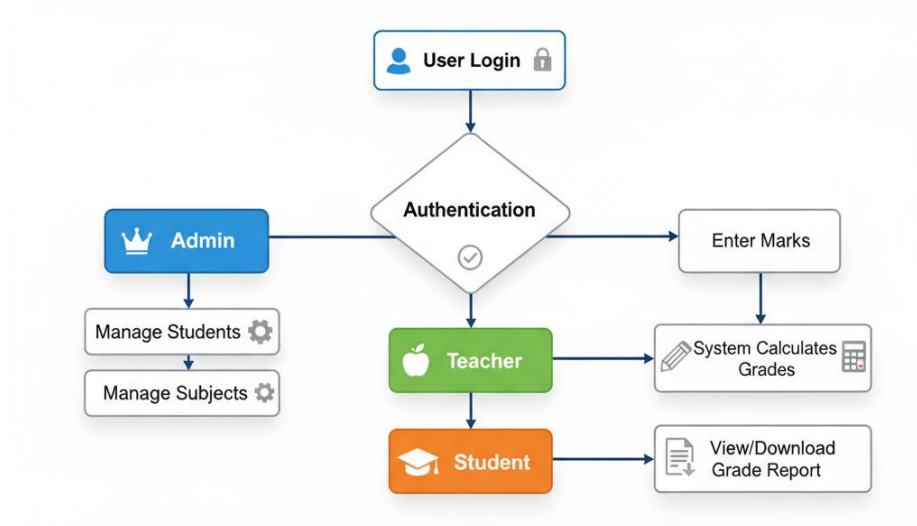 User Login
Authentication
Admin
Enter Marks
Manage Students
System Calculates
Grades
Teacher
Manage Subjects
Student
View/Download
Grade Report